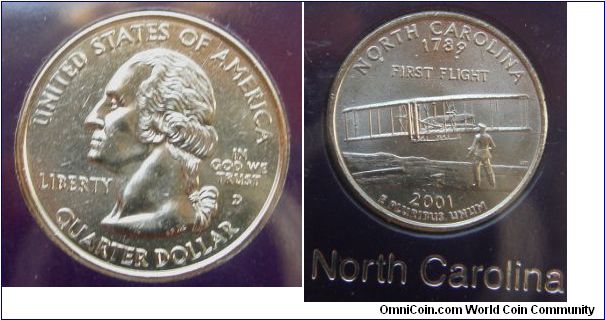 UNITED STATES OF AMERICA
LIBERTY
IN
GOD WE
TRUST
D
QUARTER DOLLAR
NORTH CAROLINA
1789
FIRST FLIGHT
2001
E PLURIBUS UNUM
North Carolina
OmniCoin.com World Coin Community